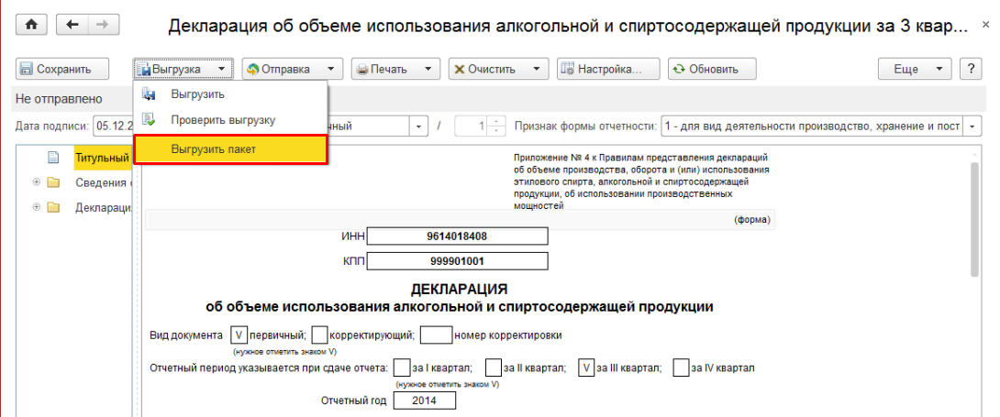 Декларация об объеме использования алкогольной и спиртосодержащей продукции за 3 квар...
Сохранить Выгрузка Отправка Печать Очистить Настройка... Обновить Еще ?
Выгрузить
Проверить выгрузку
Выгрузить пакет
Не отправлено
Дата подписи: 05.12.2 / 1 Признак формы отчетности: 1 - для вид деятельности производство, хранение и пост
Титульный
Сведения
Деклараци
Приложение № 4 к Правилам представления деклараций
об объеме производства, оборота и (или) использования
этилового спирта, алкогольной и спиртосодержащей
продукции, об использовании производственных
мощностей
(форма)
ИНН 9614018408
КПП 999901001
ДЕКЛАРАЦИЯ
об объеме использования алкогольной и спиртосодержащей продукции
Вид документа V первичный; корректирующий; номер корректировки
(нужное отметить знаком V)
Отчетный период указывается при сдаче отчета: за I квартал; за II квартал; V за III квартал; за IV квартал
(нужное отметить знаком V)
Отчетный год 2014